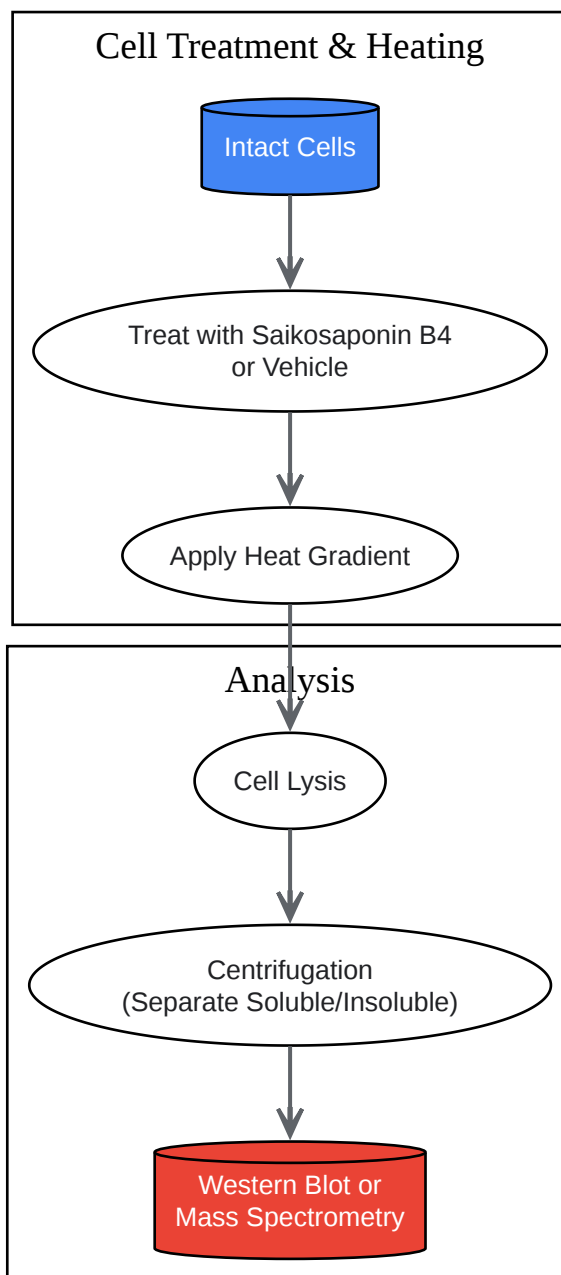 Cell Treatment & Heating
Intact Cells
Treat with Saikosaponin B4
or Vehicle
Apply Heat Gradient
Analysis
Cell Lysis
Centrifugation
(Separate Soluble/Insoluble)
Western Blot or
Mass Spectrometry